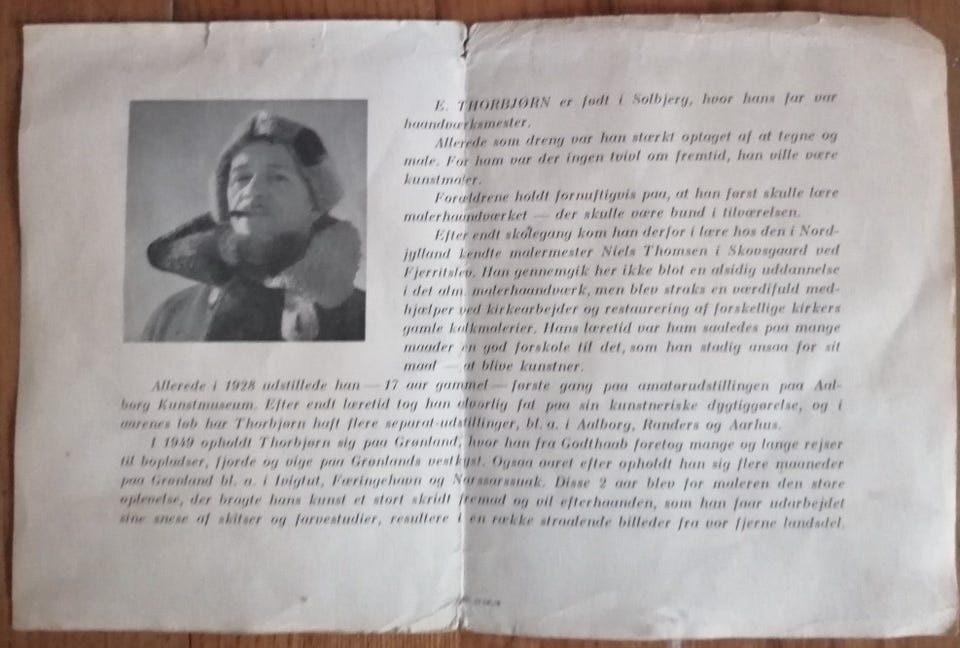 E. THORBJØRN er født i Solbjerg, hvor hans far var
haandværksmester.
Allerede som dreng var han stærkt optaget af at tegne og
male. For ham var der ingen tvivl om fremtid, han ville være
kunstmaler.
Forældrene holdt fornuftigvis paa, at han først skulle lære
malerhaandværket — der skulle være bund i tilværelsen.
Efter endt skolegang kom han derfor i lære hos den i Nord-
jylland kendte malermester Niels Thomsen i Skovsgaard ved
Fjerritslev. Han gennemgik her ikke blot en alsidig uddannelse
i det alm. malerhaandværk, men blev straks en værdifuld med-
hjælper ved kirkearbejder og restaurering af forskellige kirkers
gamle kalkmalerier. Hans læretid var ham saaledes paa mange
maader en god forskole til det, som han stadig ansaa for sit
maal — at blive kunstner.
Allerede i 1928 udstillede han — 17 aar gammel — første gang paa amatørudstillingen paa Aal-
borg Kunstmuseum. Efter endt læretid tog han alvorlig fat paa sin kunstneriske dygtiggørelse, og i
aarenes løb har Thorbjørn haft flere separat-udstillinger, bl. a. i Aalborg, Randers og Aarhus.
I 1949 opholdt Thorbjørn sig paa Grønland, hvor han fra Godthaab foretog mange og lange rejser
til bopladser, fjorde og vige paa Grønlands vestkyst. Ogsaa aaret efter opholdt han sig flere maaneder
paa Grønland bl. a. i Ivigtut, Færingehavn og Narssarssuak. Disse 2 aar blev for maleren den store
oplevelse, der bragte hans kunst et stort skridt fremad og vil efterhaanden, som han faar udarbejdet
sine snese af skitser og farvestudier, resultere i en række straalende billeder fra vor fjerne landsdel.